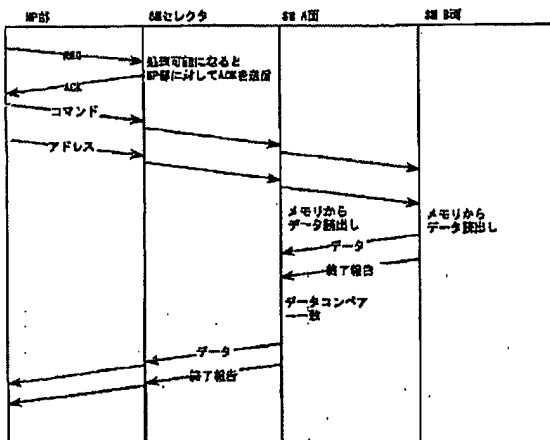 MP部
SMセレクタ
SM A面
SM B面
REQ
処理可能になると
MP部に対してACKを返信
ACK
コマンド
アドレス
メモリから
データ読出し
メモリから
データ読出し
データ
終了報告
データコンペア
一致
データ
終了報告